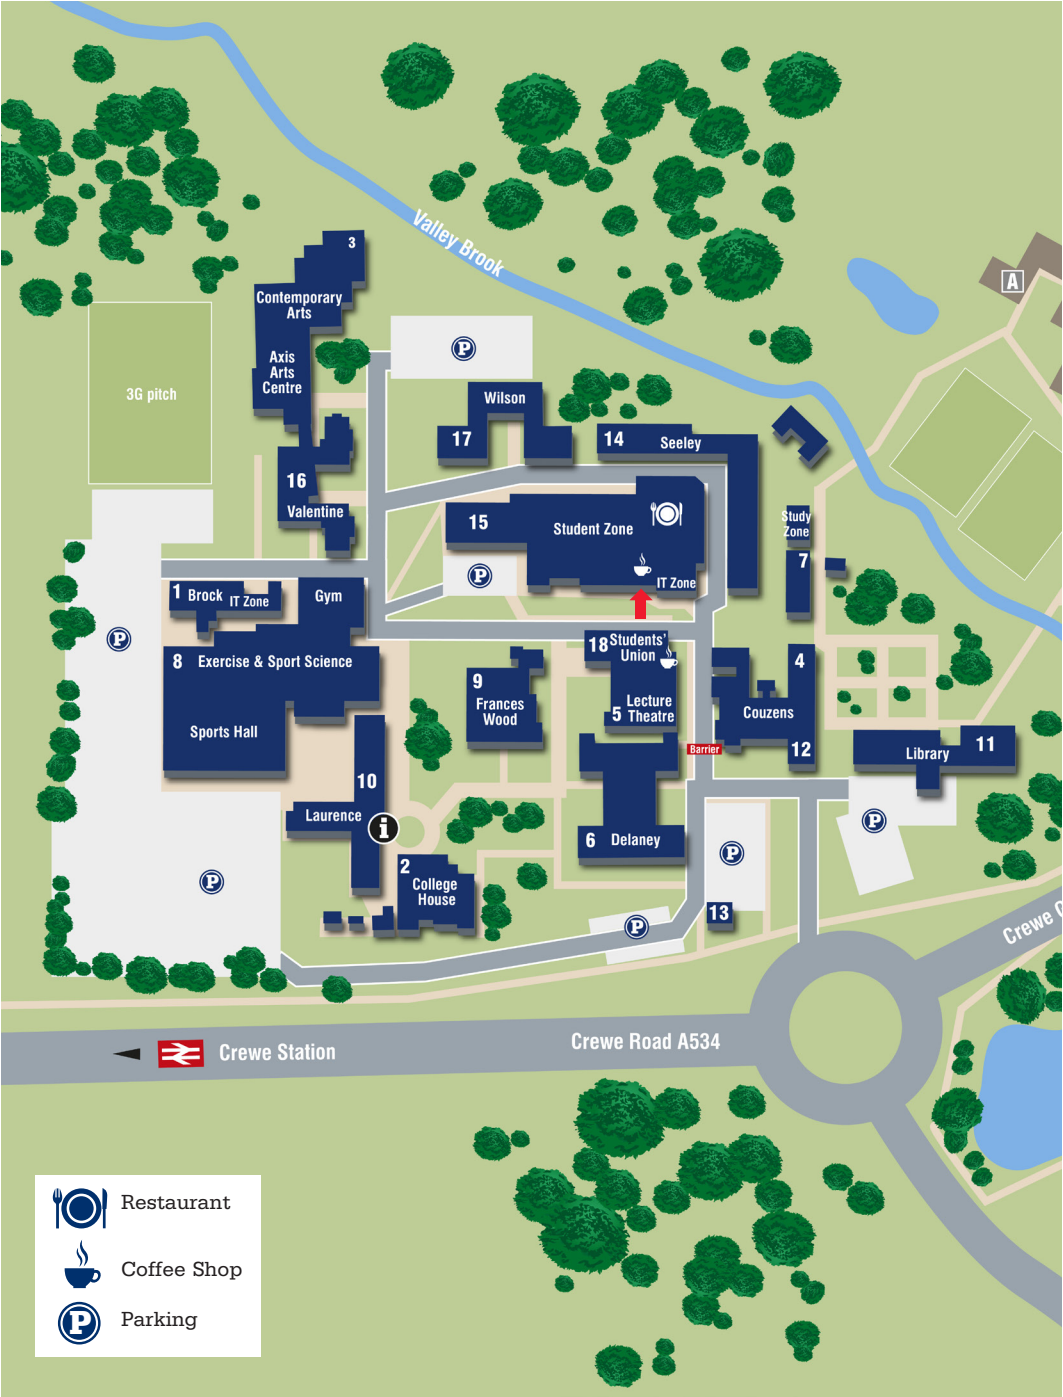 Valley Brook
3
Contemporary
Arts
Axis
Arts
Centre
A
3G pitch
P
Wilson
17
14
Seeley
16
Valentine
15
Student Zone
IT Zone
P
Study
Zone
7
1
Brock
IT Zone
Gym
P
8
Exercise & Sport Science
Sports Hall
18
Students'
Union
9
Frances
Wood
5
Lecture
Theatre
4
Couzens
12
Barrier
Library
11
10
Laurence
i
P
6
Delaney
P
2
College
House
P
13
P
Crewe
Crewe Station
Crewe Road A534
Restaurant
Coffee Shop
P
Parking